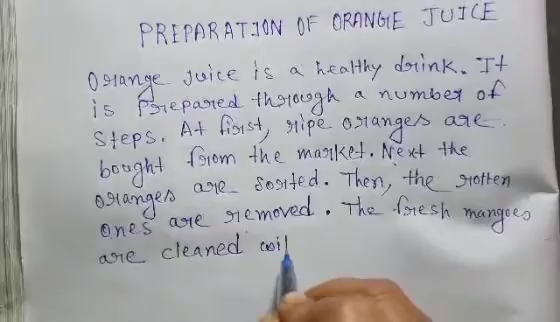 PREPARATION OF ORANGE JUICE
Orange Juice is a healthy drink. It
is Prepared through a number of
Steps. At first, ripe oranges are
bought from the market. Next the
oranges are sorted. Then, the rotten
ones are removed. The fresh mangoes
are cleaned wit